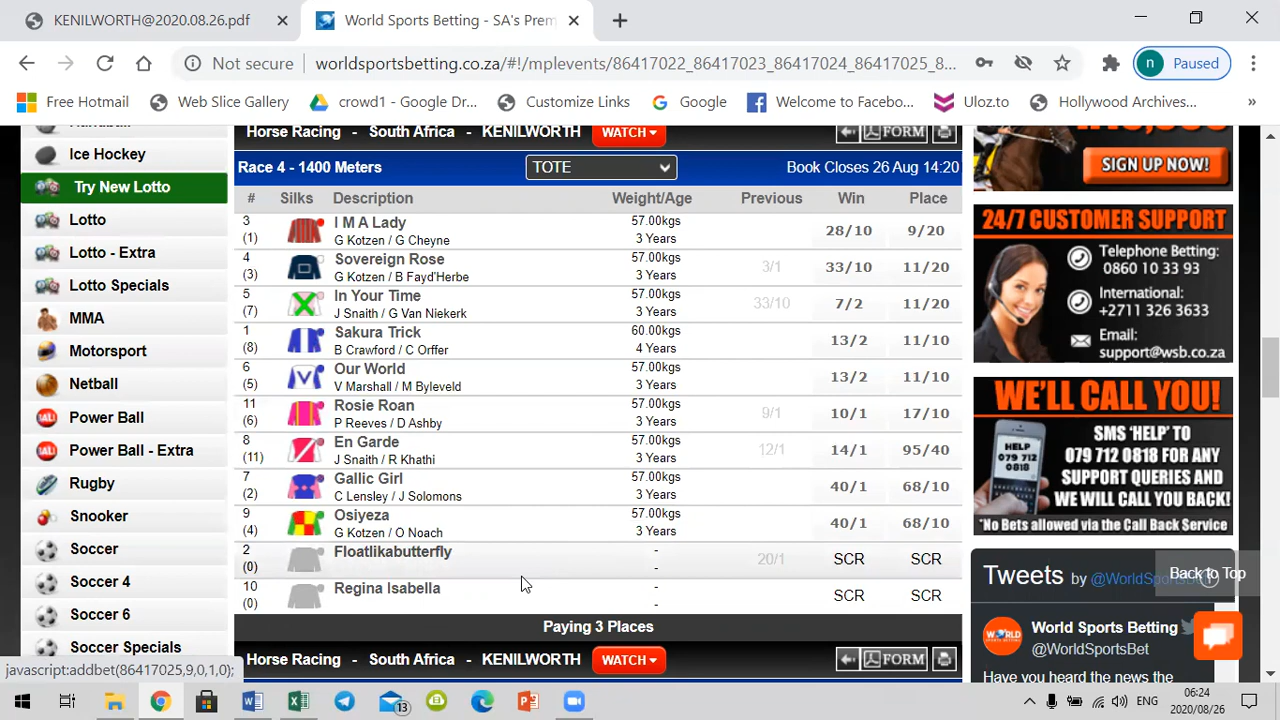 KENILWORTH@2020.08.26.pdf
World Sports Betting - SA's Prem
Not secure
worldsportsbetting.co.za/#!/mplevents/86417022_86417023_86417024_86417025_8...
n Paused
Free Hotmail
Web Slice Gallery
crowd1 - Google Dr...
Customize Links
Google
Welcome to Facebo...
Uloz.to
Hollywood Archives...
»
Ice Hockey
Try New Lotto
Lotto
Lotto - Extra
Lotto Specials
MMA
Motorsport
Netball
Power Ball
Power Ball - Extra
Rugby
Snooker
Soccer
Soccer 4
Soccer 6
Soccer Specials
javascript:addbet(86417025,9,0,1,0);
Horse Racing - South Africa - KENILWORTH WATCH FORM
Race 4 - 1400 Meters TOTE Book Closes 26 Aug 14:20
# Silks Description Weight/Age Previous Win Place
3 I M A Lady 57.00kgs 28/10 9/20
(1) G Kotzen / G Cheyne 3 Years
4 Sovereign Rose 57.00kgs 3/1 33/10 11/20
(3) G Kotzen / B Fayd'Herbe 3 Years
5 In Your Time 57.00kgs 33/10 7/2 11/20
(7) J Snaith / G Van Niekerk 3 Years
1 Sakura Trick 60.00kgs 13/2 11/10
(8) B Crawford / C Orffer 4 Years
6 Our World 57.00kgs 13/2 11/10
(5) V Marshall / M Byleveld 3 Years
11 Rosie Roan 57.00kgs 9/1 10/1 17/10
(6) P Reeves / D Ashby 3 Years
8 En Garde 57.00kgs 12/1 14/1 95/40
(11) J Snaith / R Khathi 3 Years
7 Gallic Girl 57.00kgs 40/1 68/10
(2) C Lensley / J Solomons 3 Years
9 Osiyeza 57.00kgs 40/1 68/10
(4) G Kotzen / O Noach 3 Years
2 Floatlikabutterfly - 20/1 SCR SCR
(0) -
10 Regina Isabella - SCR SCR
(0) -
Paying 3 Places
Horse Racing - South Africa - KENILWORTH WATCH FORM
SIGN UP NOW!
24/7 CUSTOMER SUPPORT
Telephone Betting:
0860 10 33 93
International:
+2711 326 3633
Email:
support@wsb.co.za
WE'LL CALL YOU!
HELP
079 712
0818
SMS 'HELP' TO
079 712 0818 FOR ANY
SUPPORT QUERIES AND
WE WILL CALL YOU BACK!
*No Bets allowed via the Call Back Service
Tweets by @WorldSportsBet
Back to Top
World Sports Betting
@WorldSportsBet
Have you heard the news the
13
ENG
06:24
2020/08/26